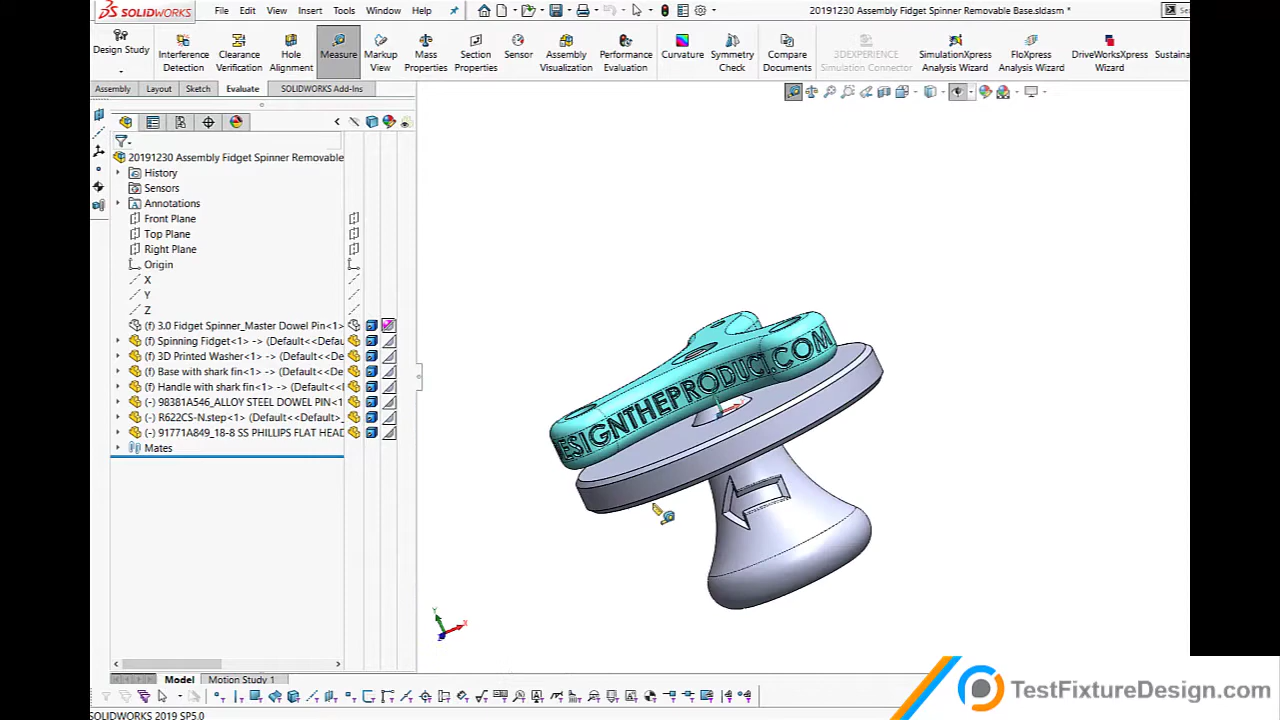 SOLIDWORKS File Edit View Insert Tools Window Help 20191230 Assembly Fidget Spinner Removable Base.sldasm *
Design Study
Interference Detection
Clearance Verification
Hole Alignment
Measure
Markup View
Mass Properties
Section Properties
Sensor
Assembly Visualization
Performance Evaluation
Curvature
Symmetry Check
Compare Documents
3DEXPERIENCE Simulation Connector
SimulationXpress Analysis Wizard
FloXpress Analysis Wizard
DriveWorksXpress Wizard
Sustaina
Assembly Layout Sketch Evaluate SOLIDWORKS Add-Ins
20191230 Assembly Fidget Spinner Removable
History
Sensors
Annotations
Front Plane
Top Plane
Right Plane
Origin
X
Y
Z
(f) 3.0 Fidget Spinner_Master Dowel Pin<1>
(f) Spinning Fidget<1> -> (Default<<Defau
(f) 3D Printed Washer<1> -> (Default<<Def
(f) Base with shark fin<1> -> (Default<<Def
(f) Handle with shark fin<1> -> (Default<<I
(-) 98381A546_ALLOY STEEL DOWEL PIN<1
(-) R622CS-N.step<1> (Default<<Default>_
(-) 91771A849_18-8 SS PHILLIPS FLAT HEAD
Mates
DESIGNTHEPRODUCT.COM
Y
X
Z
Model Motion Study 1
SOLIDWORKS 2019 SP5.0
TestFixtureDesign.com